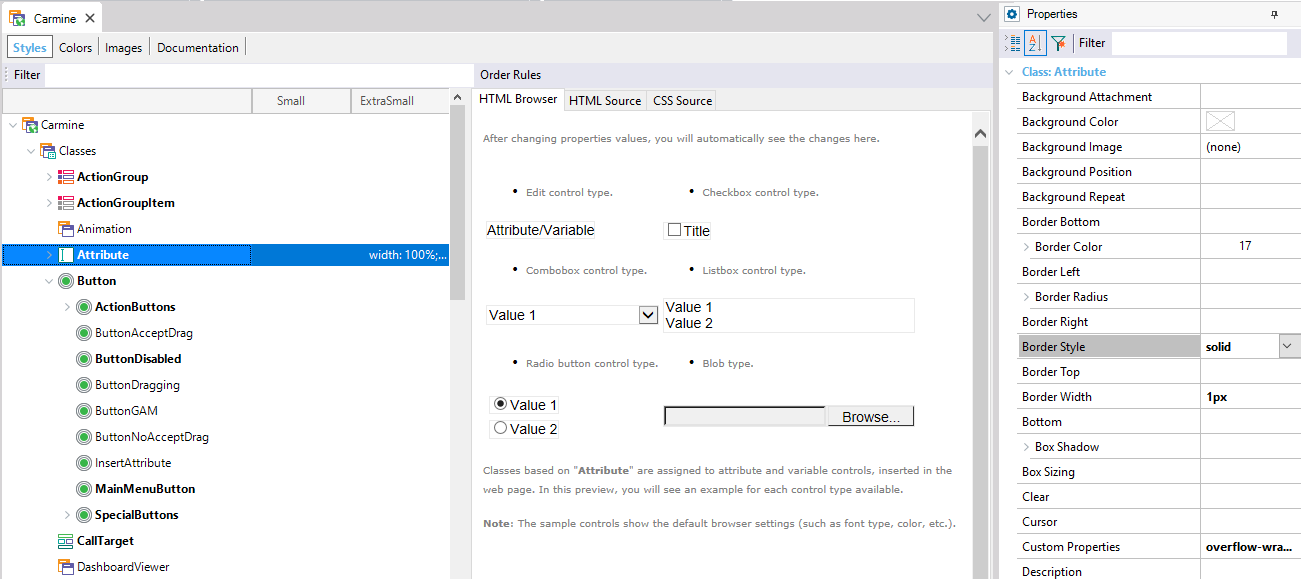 Carmine
Styles Colors Images Documentation
Filter
Small ExtraSmall
Carmine
Classes
ActionGroup
ActionGroupItem
Animation
Attribute width: 100%;...
Button
ActionButtons
ButtonAcceptDrag
ButtonDisabled
ButtonDragging
ButtonGAM
ButtonNoAcceptDrag
InsertAttribute
MainMenuButton
SpecialButtons
CallTarget
DashboardViewer
Order Rules
HTML Browser HTML Source CSS Source
After changing properties values, you will automatically see the changes here.
• Edit control type. • Checkbox control type.
Attribute/Variable Title
• Combobox control type. • Listbox control type.
Value 1 Value 1
Value 2
• Radio button control type. • Blob type.
Value 1 Browse...
Value 2
Classes based on "Attribute" are assigned to attribute and variable controls, inserted in the
web page. In this preview, you will see an example for each control type available.
Note: The sample controls show the default browser settings (such as font type, color, etc.).
Properties
Filter
Class: Attribute
Background Attachment
Background Color
Background Image (none)
Background Position
Background Repeat
Border Bottom
Border Color 17
Border Left
Border Radius
Border Right
Border Style solid
Border Top
Border Width 1px
Bottom
Box Shadow
Box Sizing
Clear
Cursor
Custom Properties overflow-wra...
Description